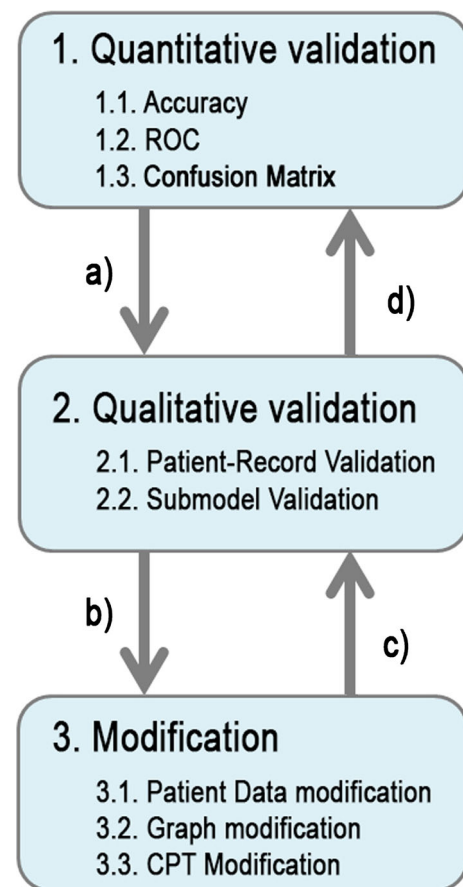 1. Quantitative validation
1.1. Accuracy
1.2. ROC
1.3. Confusion Matrix
a)
d)
2. Qualitative validation
2.1. Patient-Record Validation
2.2. Submodel Validation
b)
c)
3. Modification
3.1. Patient Data modification
3.2. Graph modification
3.3. CPT Modification